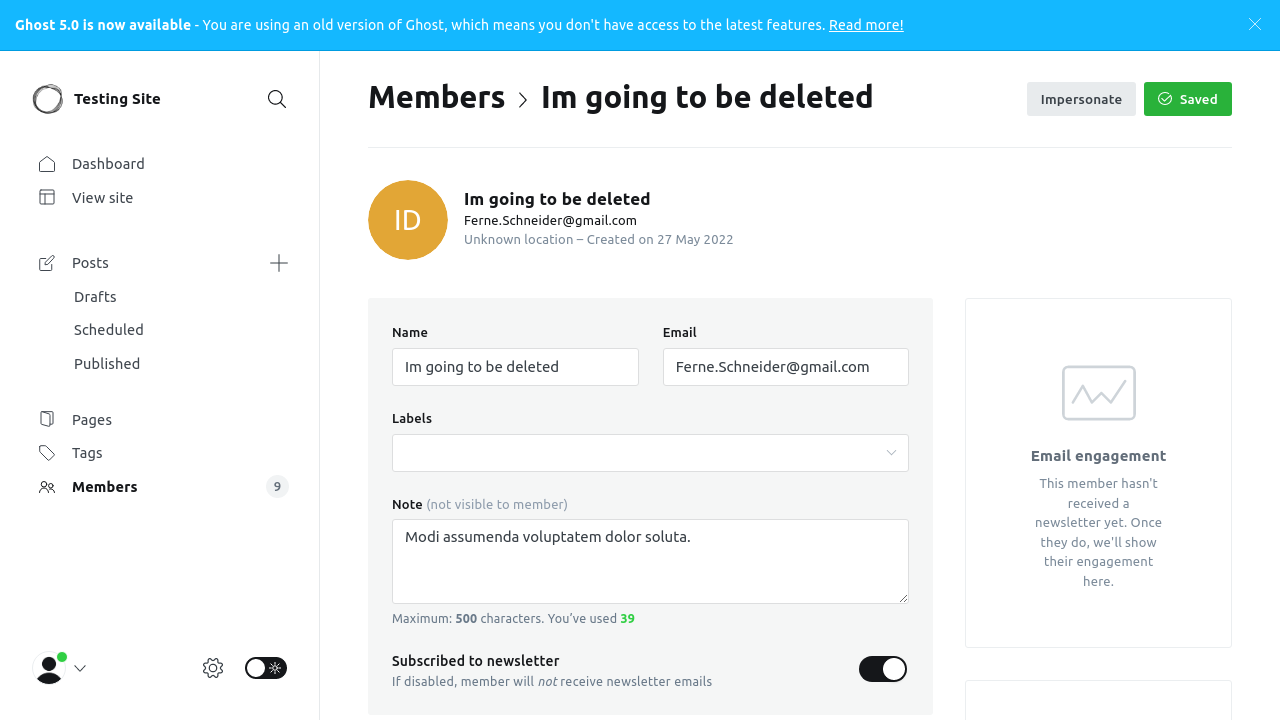 Ghost 5.0 is now available - You are using an old version of Ghost, which means you don't have access to the latest features. Read more!
Testing Site
Dashboard
View site
Posts
Drafts
Scheduled
Published
Pages
Tags
Members 9
Members > Im going to be deleted
Impersonate
Saved
ID
Im going to be deleted
Ferne.Schneider@gmail.com
Unknown location – Created on 27 May 2022
Name
Im going to be deleted
Email
Ferne.Schneider@gmail.com
Labels
Note (not visible to member)
Modi assumenda voluptatem dolor soluta.
Maximum: 500 characters. You’ve used 39
Subscribed to newsletter
If disabled, member will not receive newsletter emails
Email engagement
This member hasn't
received a
newsletter yet. Once
they do, we'll show
their engagement
here.